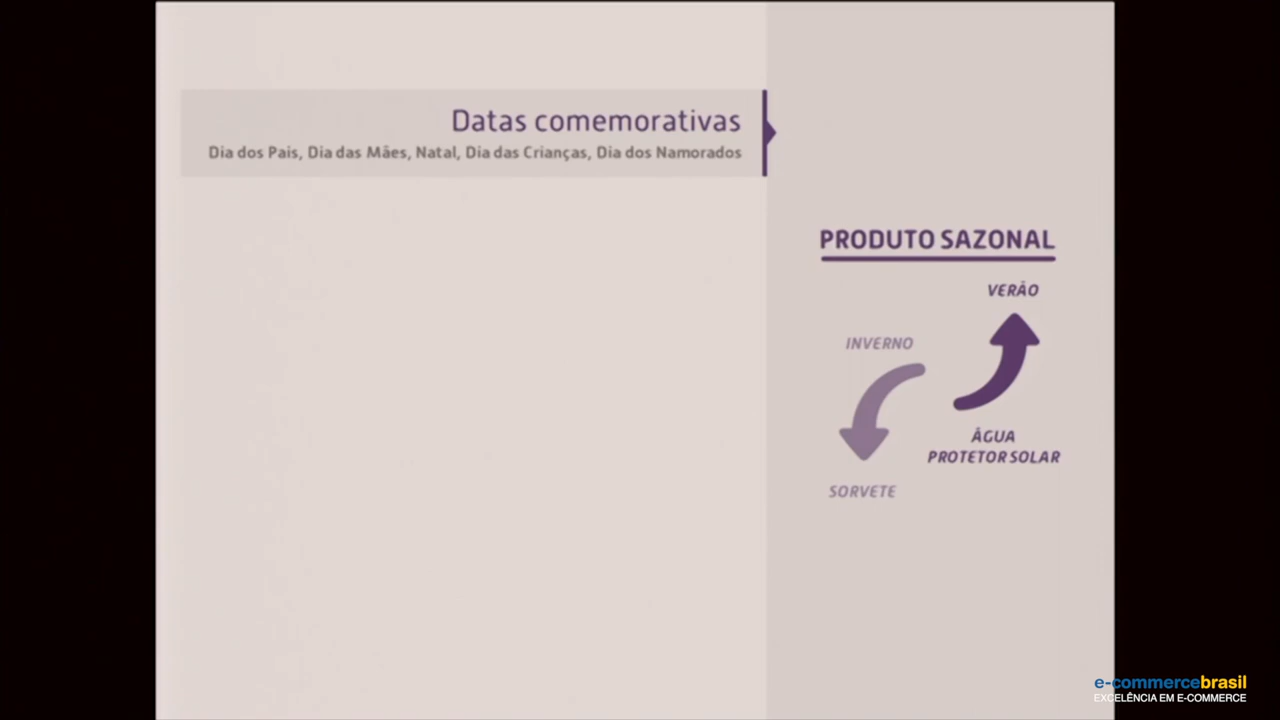 Datas comemorativas
Dia dos Pais, Dia das Mães, Natal, Dia das Crianças, Dia dos Namorados
PRODUTO SAZONAL
VERÃO
INVERNO
ÁGUA
PROTETOR SOLAR
SORVETE
e-commercebrasil
EXCELÊNCIA EM E-COMMERCE